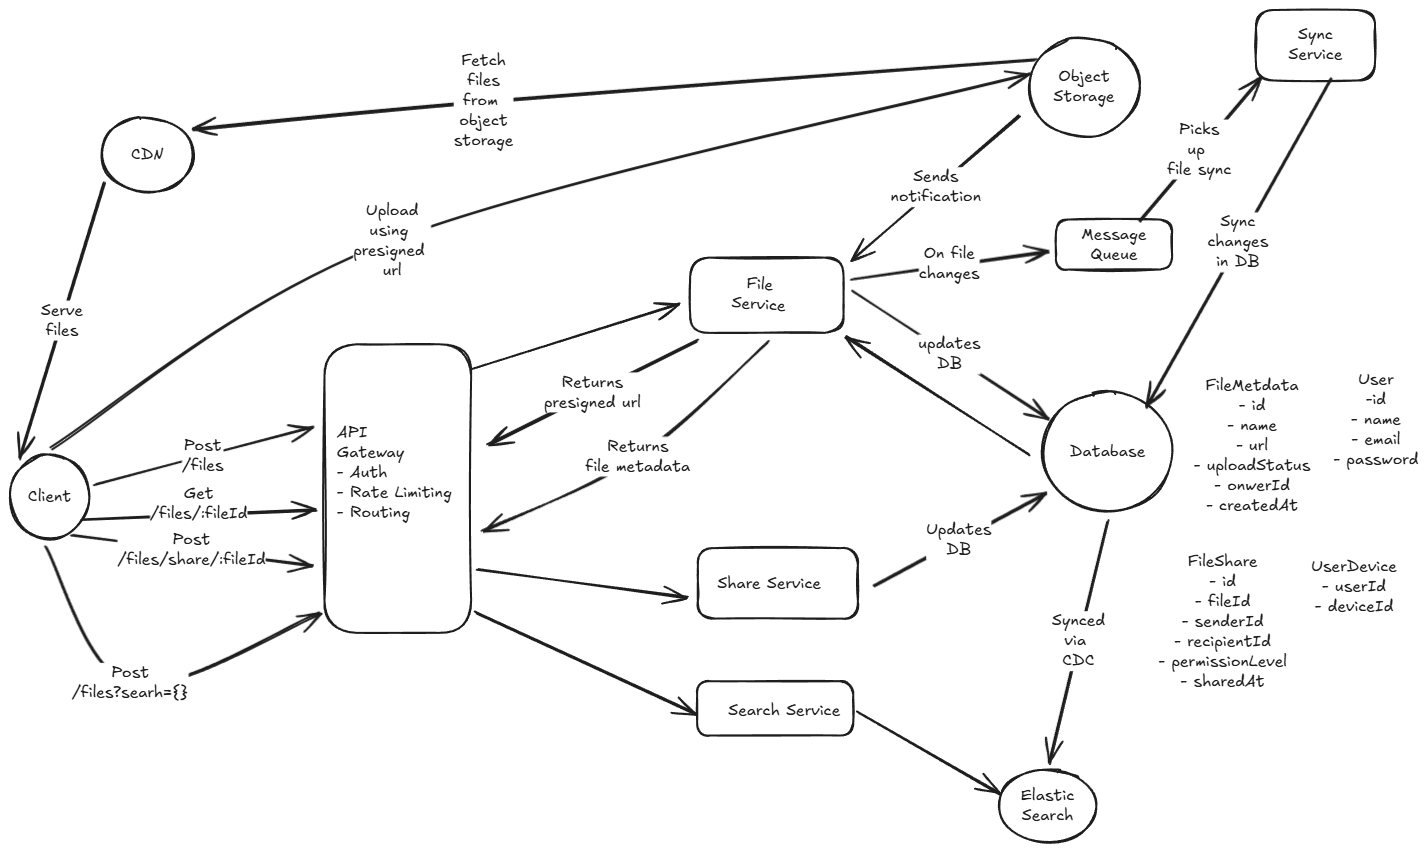 Sync
Service
Fetch
files
from
object
storage
Object
Storage
CDN
Picks
up
file sync
Sends
notification
Upload
using
presigned
url
Message
Queue
Sync
changes
in DB
On file
changes
File
Service
Serve
files
updates
DB
Returns
presigned url
FileMetdata
- id
- name
- url
- uploadStatus
- onwerId
- createdAt
User
-id
- name
- email
- password
API
Gateway
- Auth
- Rate Limiting
- Routing
Post
/files
Returns
file metadata
Database
Client
Get
/files/:fileId
Post
/files/share/:fileId
Updates
DB
Share Service
FileShare
- id
- fileId
- senderId
- recipientId
- permissionLevel
- sharedAt
UserDevice
- userId
- deviceId
Synced
via
CDC
Post
/files?searh={}
Search Service
Elastic
Search